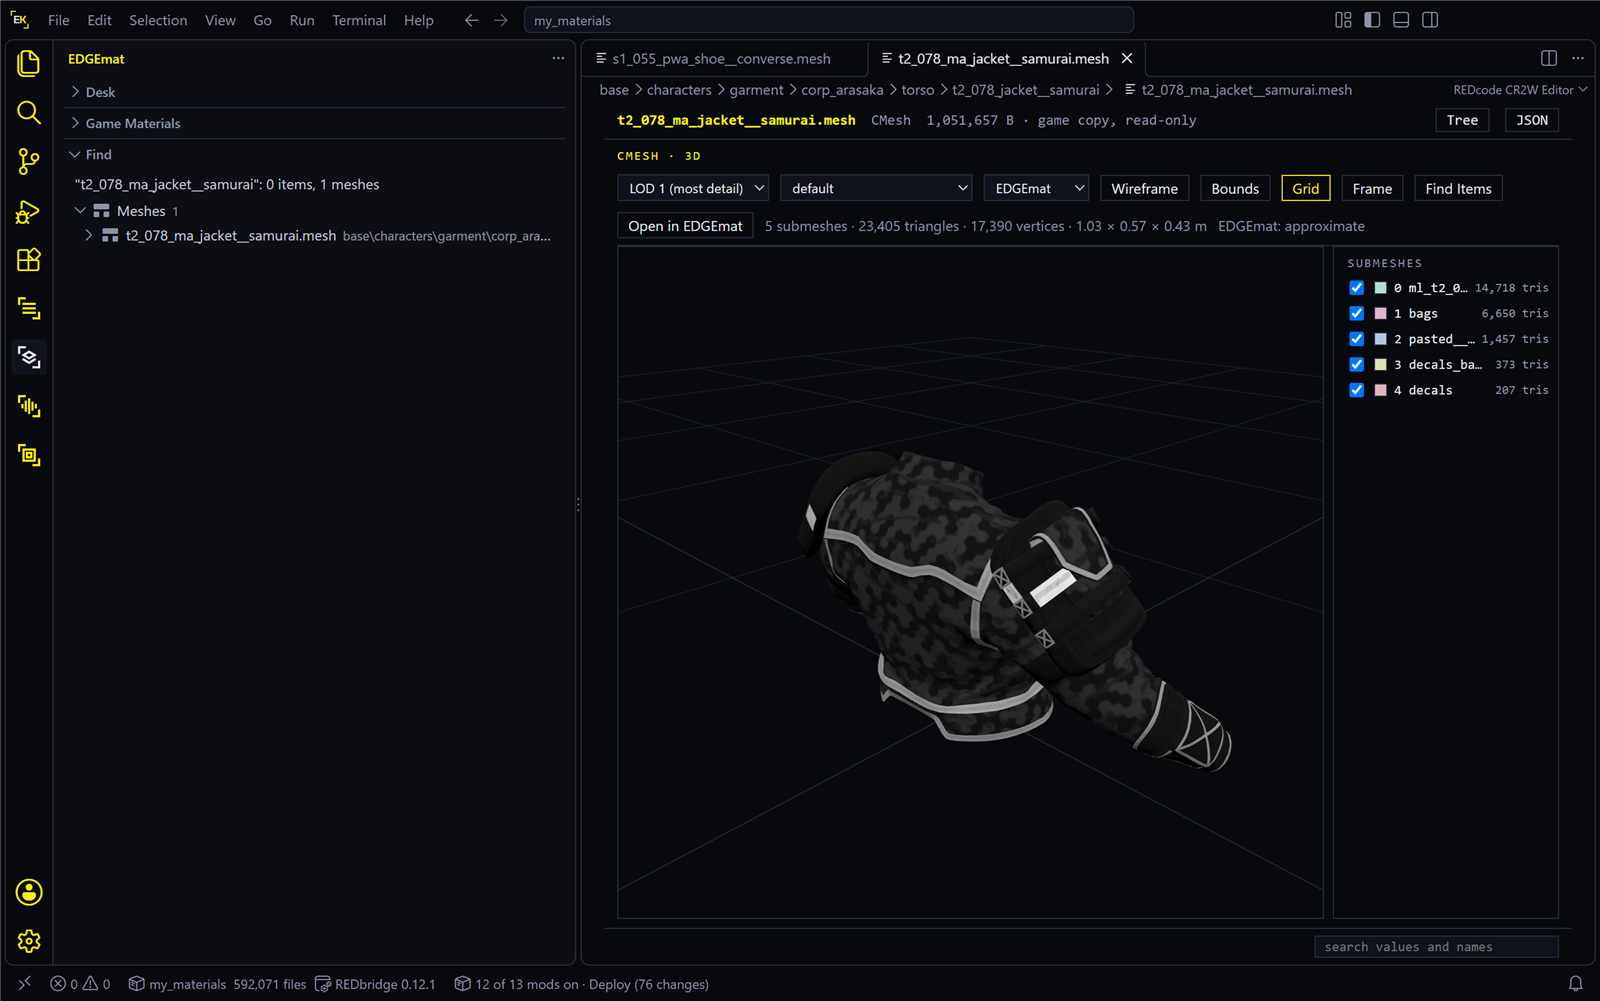 EK
File Edit Selection View Go Run Terminal Help
my_materials
EDGEmat
Desk
Game Materials
Find
"t2_078_ma_jacket__samurai": 0 items, 1 meshes
Meshes 1
t2_078_ma_jacket__samurai.mesh base\characters\garment\corp_ara...
s1_055_pwa_shoe__converse.mesh
t2_078_ma_jacket__samurai.mesh
base > characters > garment > corp_arasaka > torso > t2_078_jacket__samurai > t2_078_ma_jacket__samurai.mesh
REDcode CR2W Editor
t2_078_ma_jacket__samurai.mesh CMesh 1,051,657 B · game copy, read-only
Tree JSON
CMESH · 3D
LOD 1 (most detail) default EDGEmat Wireframe Bounds Grid Frame Find Items
Open in EDGEmat 5 submeshes · 23,405 triangles · 17,390 vertices · 1.03 × 0.57 × 0.43 m EDGEmat: approximate
SUBMESHES
0 ml_t2_0… 14,718 tris
1 bags 6,650 tris
2 pasted__… 1,457 tris
3 decals_ba… 373 tris
4 decals 207 tris
search values and names
0 0 my_materials 592,071 files REDbridge 0.12.1 12 of 13 mods on · Deploy (76 changes)